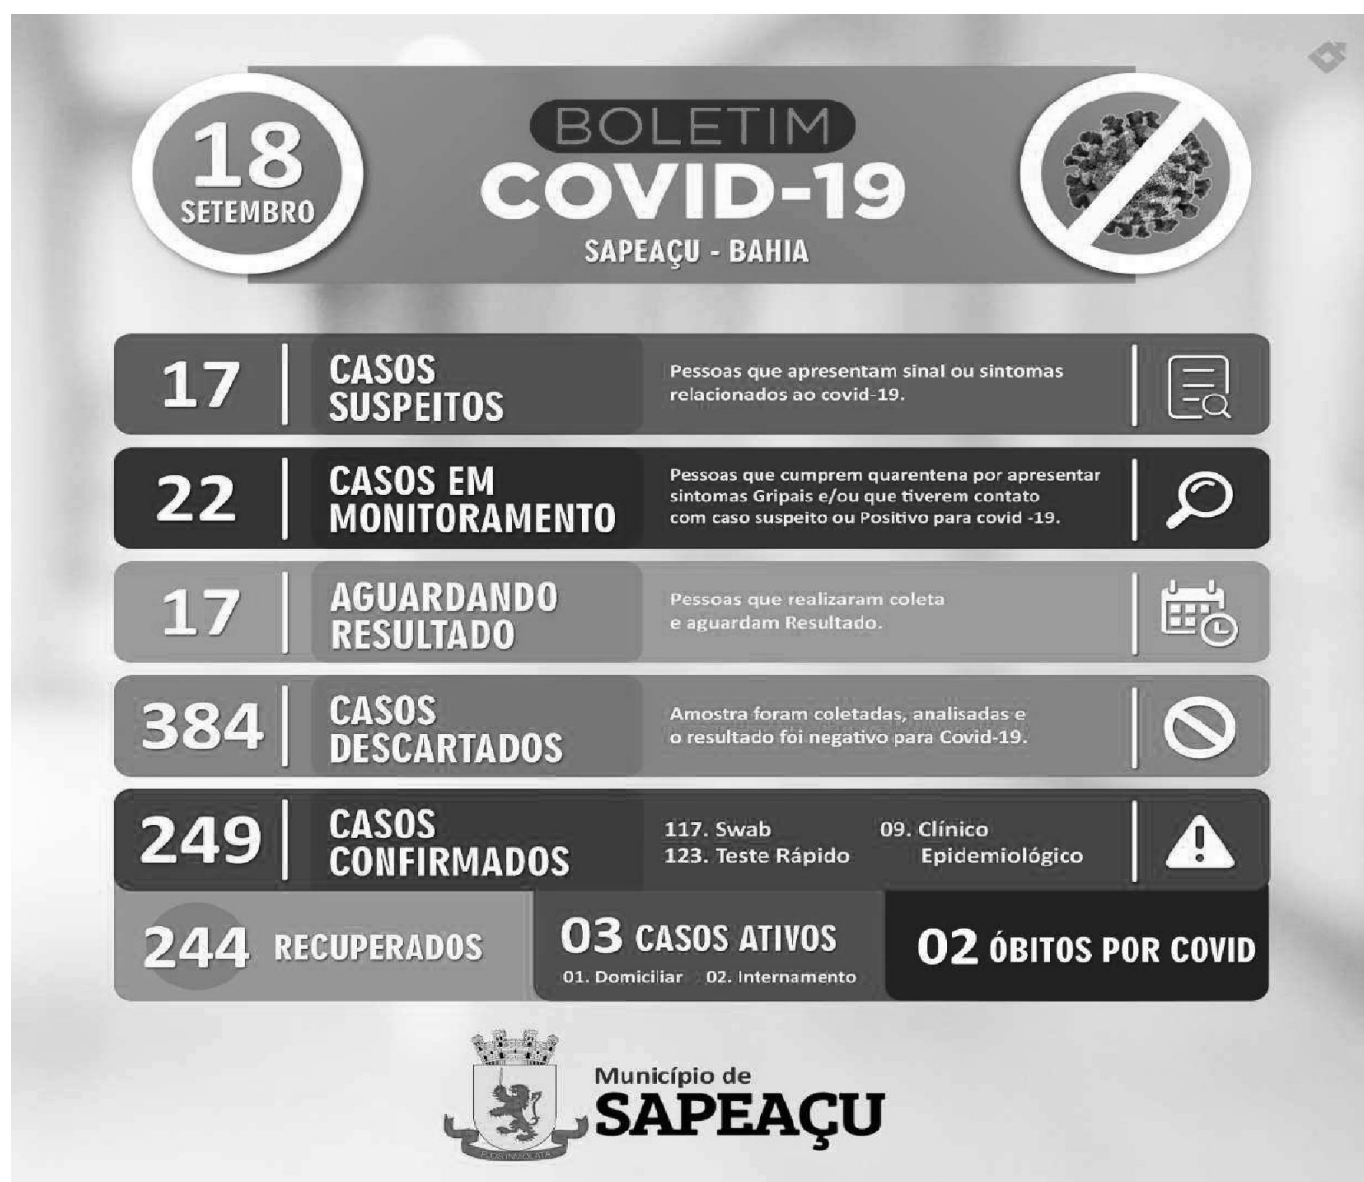 18
SETEMBRO
BOLETIM
COVID-19
SAPEAÇU - BAHIA
17
CASOS
SUSPEITOS
Pessoas que apresentam sinal ou sintomas
relacionados ao covid-19.
22
CASOS EM
MONITORAMENTO
Pessoas que cumprem quarentena por apresentar
sintomas Gripais e/ou que tiverem contato
com caso suspeito ou Positivo para covid -19.
17
AGUARDANDO
RESULTADO
Pessoas que realizaram coleta
e aguardam Resultado.
384
CASOS
DESCARTADOS
Amostra foram coletadas, analisadas e
o resultado foi negativo para Covid-19.
249
CASOS
CONFIRMADOS
117. Swab
123. Teste Rápido
09. Clínico
Epidemiológico
244 RECUPERADOS
03 CASOS ATIVOS
01. Domiciliar 02. Internamento
02 ÓBITOS POR COVID
Município de
SAPEAÇU